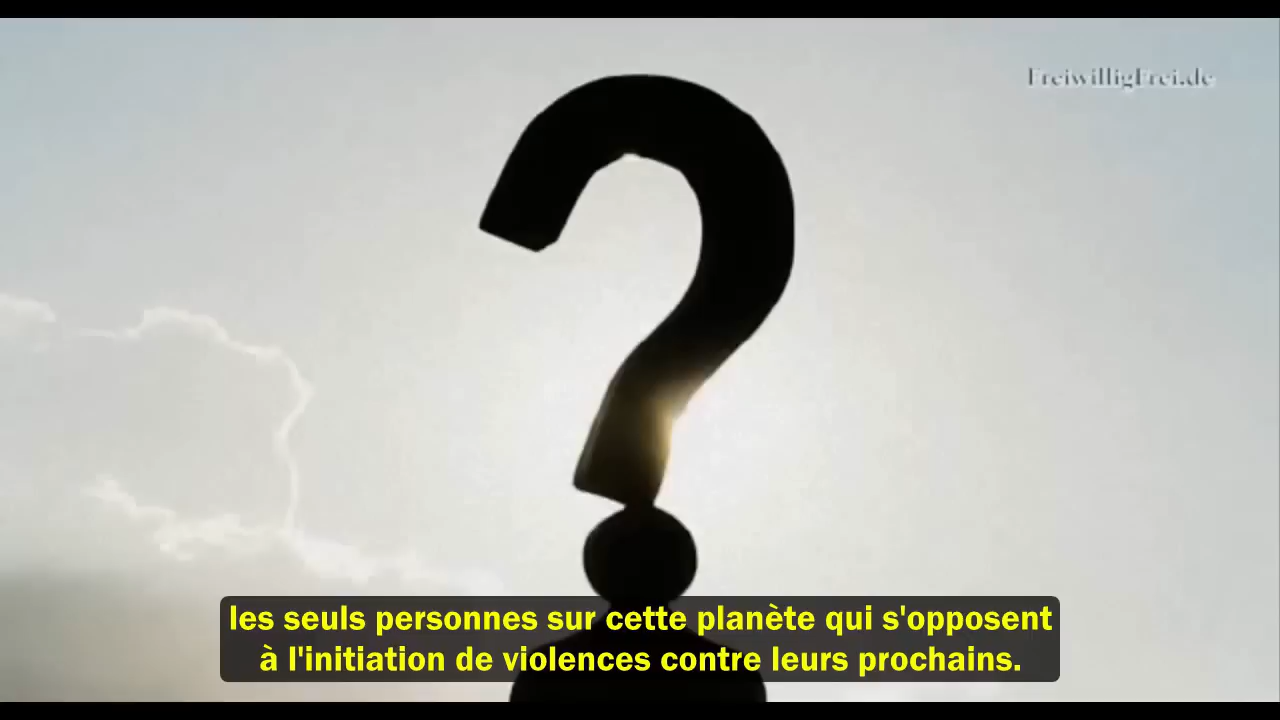 FreiwilligFrei.de
les seuls personnes sur cette planète qui s'opposent
à l'initiation de violences contre leurs prochains.